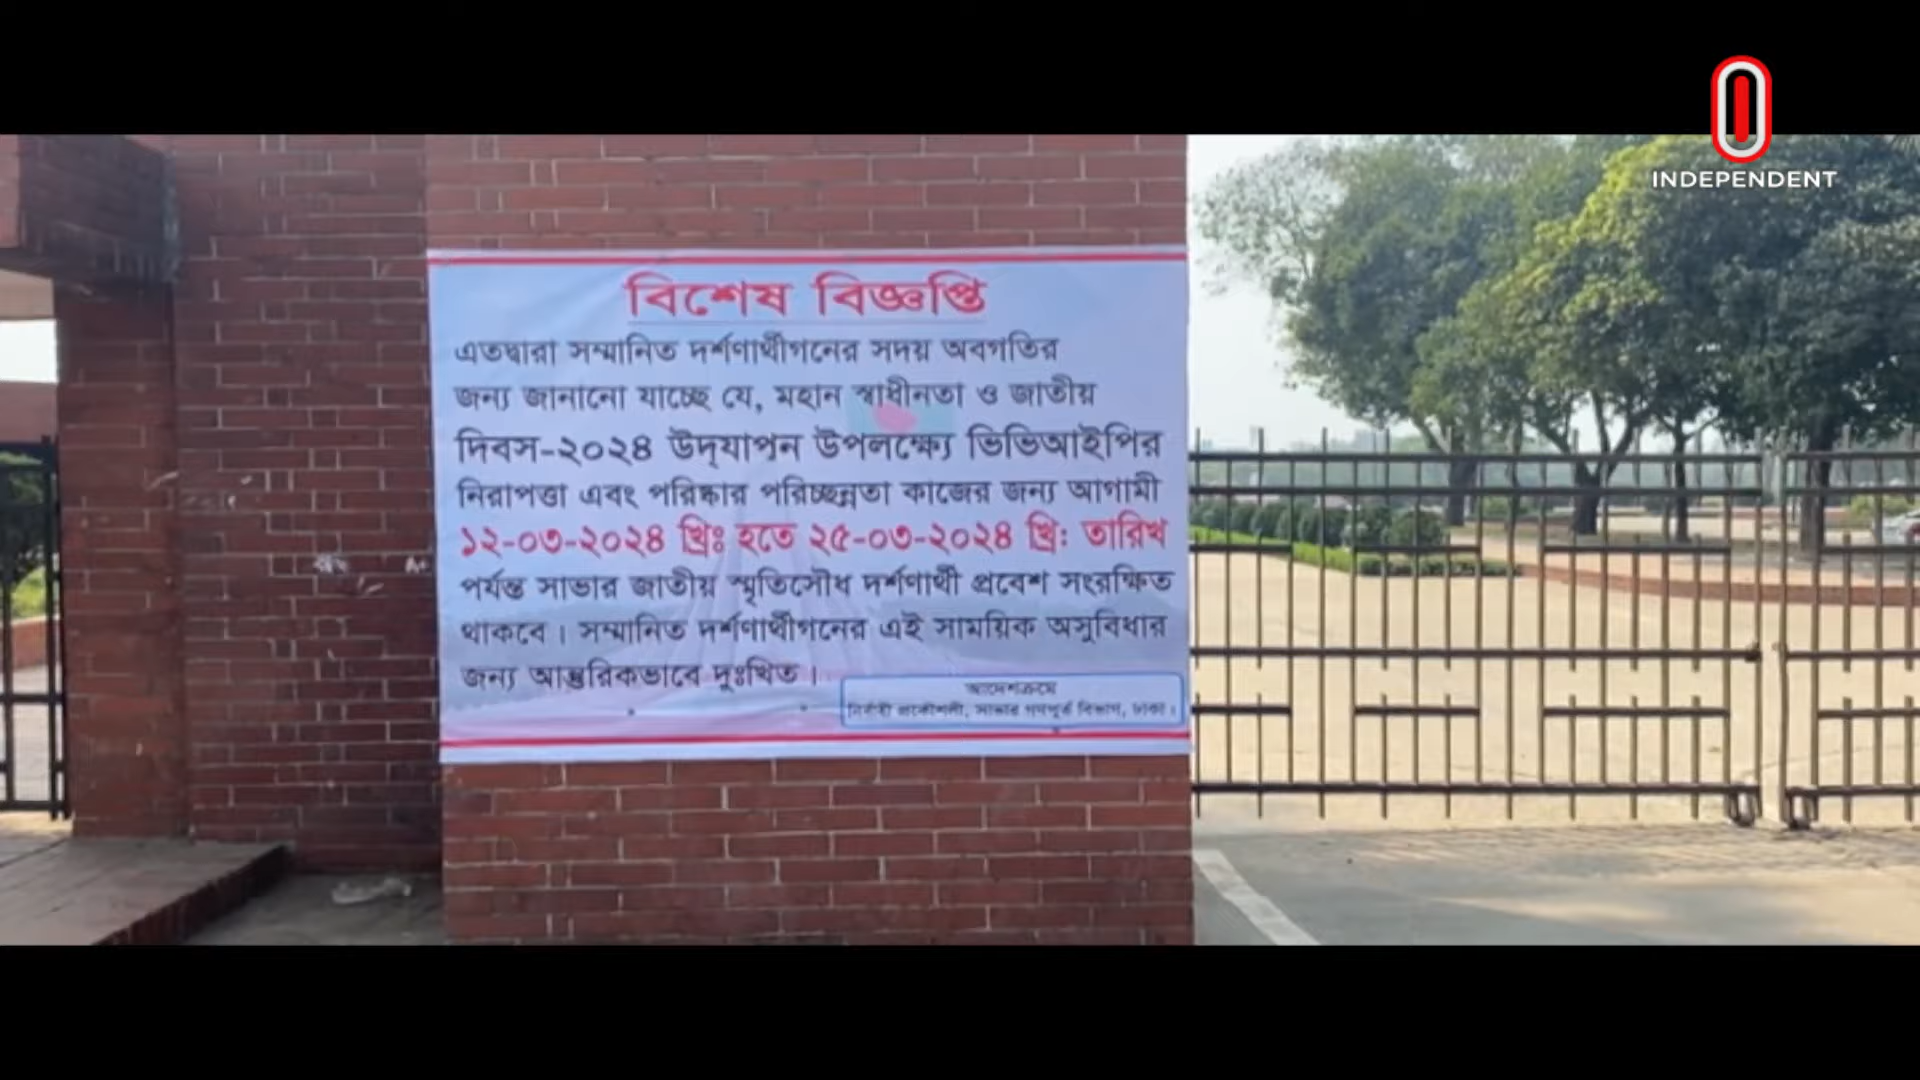 INDEPENDENT
বিশেষ বিজ্ঞপ্তি
এতদ্বারা সম্মানিত দর্শণার্থীগনের সদয় অবগতির
জন্য জানানো যাচ্ছে যে, মহান স্বাধীনতা ও জাতীয়
দিবস-২০২৪ উদ্‌যাপন উপলক্ষ্যে ভিভিআইপির
নিরাপত্তা এবং পরিষ্কার পরিচ্ছন্নতা কাজের জন্য আগামী
১২-০৩-২০২৪ খ্রিঃ হতে ২৫-০৩-২০২৪ খ্রি: তারিখ
পর্যন্ত সাভার জাতীয় স্মৃতিসৌধ দর্শণার্থী প্রবেশ সংরক্ষিত
থাকবে। সম্মানিত দর্শণার্থীগনের এই সাময়িক অসুবিধার
জন্য আন্তরিকভাবে দুঃখিত।
আদেশক্রমে
নির্বাহী প্রকৌশলী, সাভার গণপূর্ত বিভাগ, ঢাকা।